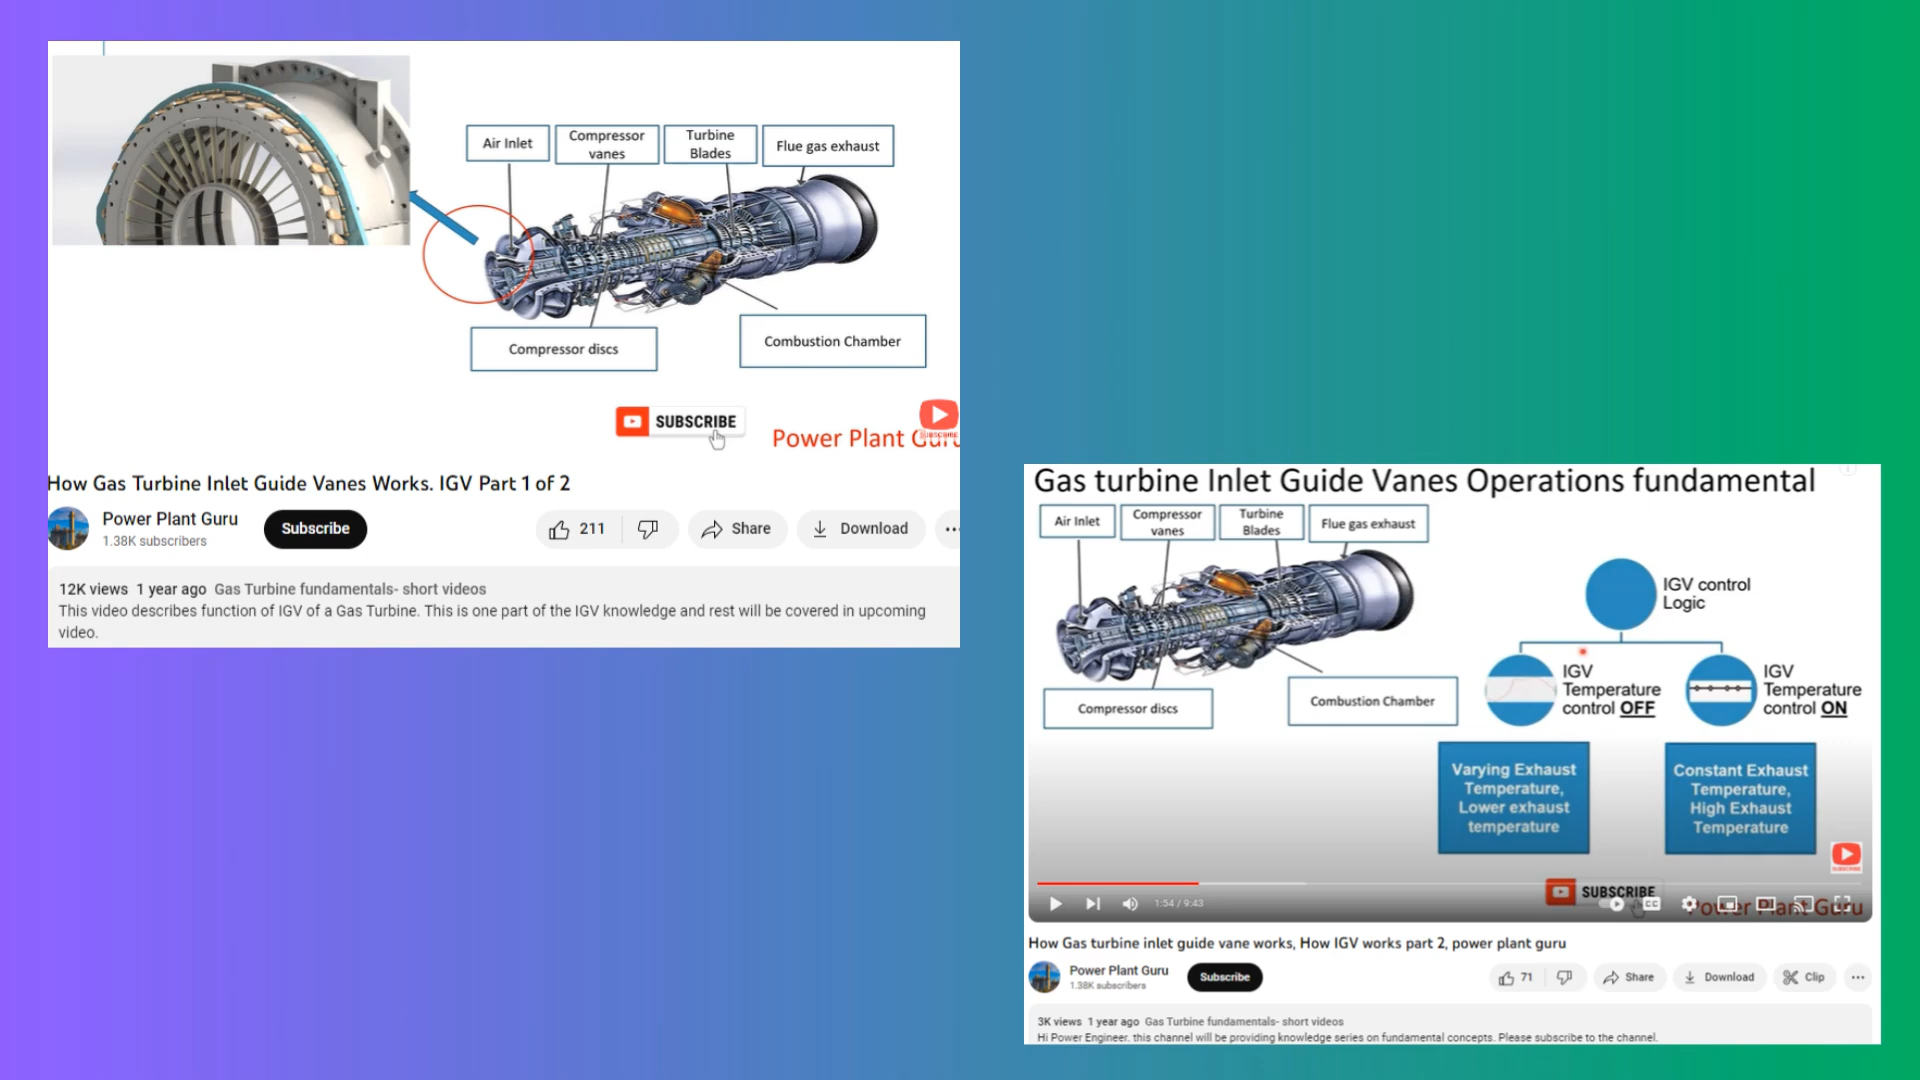 Air Inlet
Compressor
vanes
Turbine
Blades
Flue gas exhaust
Compressor discs
Combustion Chamber
SUBSCRIBE
Power Plant Guru
SUBSCRIBE
How Gas Turbine Inlet Guide Vanes Works. IGV Part 1 of 2
Power Plant Guru
1.38K subscribers
Subscribe
211
Share
Download
12K views 1 year ago Gas Turbine fundamentals- short videos
This video describes function of IGV of a Gas Turbine. This is one part of the IGV knowledge and rest will be covered in upcoming
video.
Gas turbine Inlet Guide Vanes Operations fundamental
Air Inlet
Compressor
vanes
Turbine
Blades
Flue gas exhaust
Compressor discs
Combustion Chamber
IGV control
Logic
IGV
Temperature
control OFF
IGV
Temperature
control ON
Varying Exhaust
Temperature,
Lower exhaust
temperature
Constant Exhaust
Temperature,
High Exhaust
Temperature
SUBSCRIBE
SUBSCRIBE
1:54 / 9:43
CC
Power Plant Guru
How Gas turbine inlet guide vane works, How IGV works part 2, power plant guru
Power Plant Guru
1.38K subscribers
Subscribe
71
Share
Download
Clip
3K views 1 year ago Gas Turbine fundamentals- short videos
Hi Power Engineer. this channel will be providing knowledge series on fundamental concepts. Please subscribe to the channel.